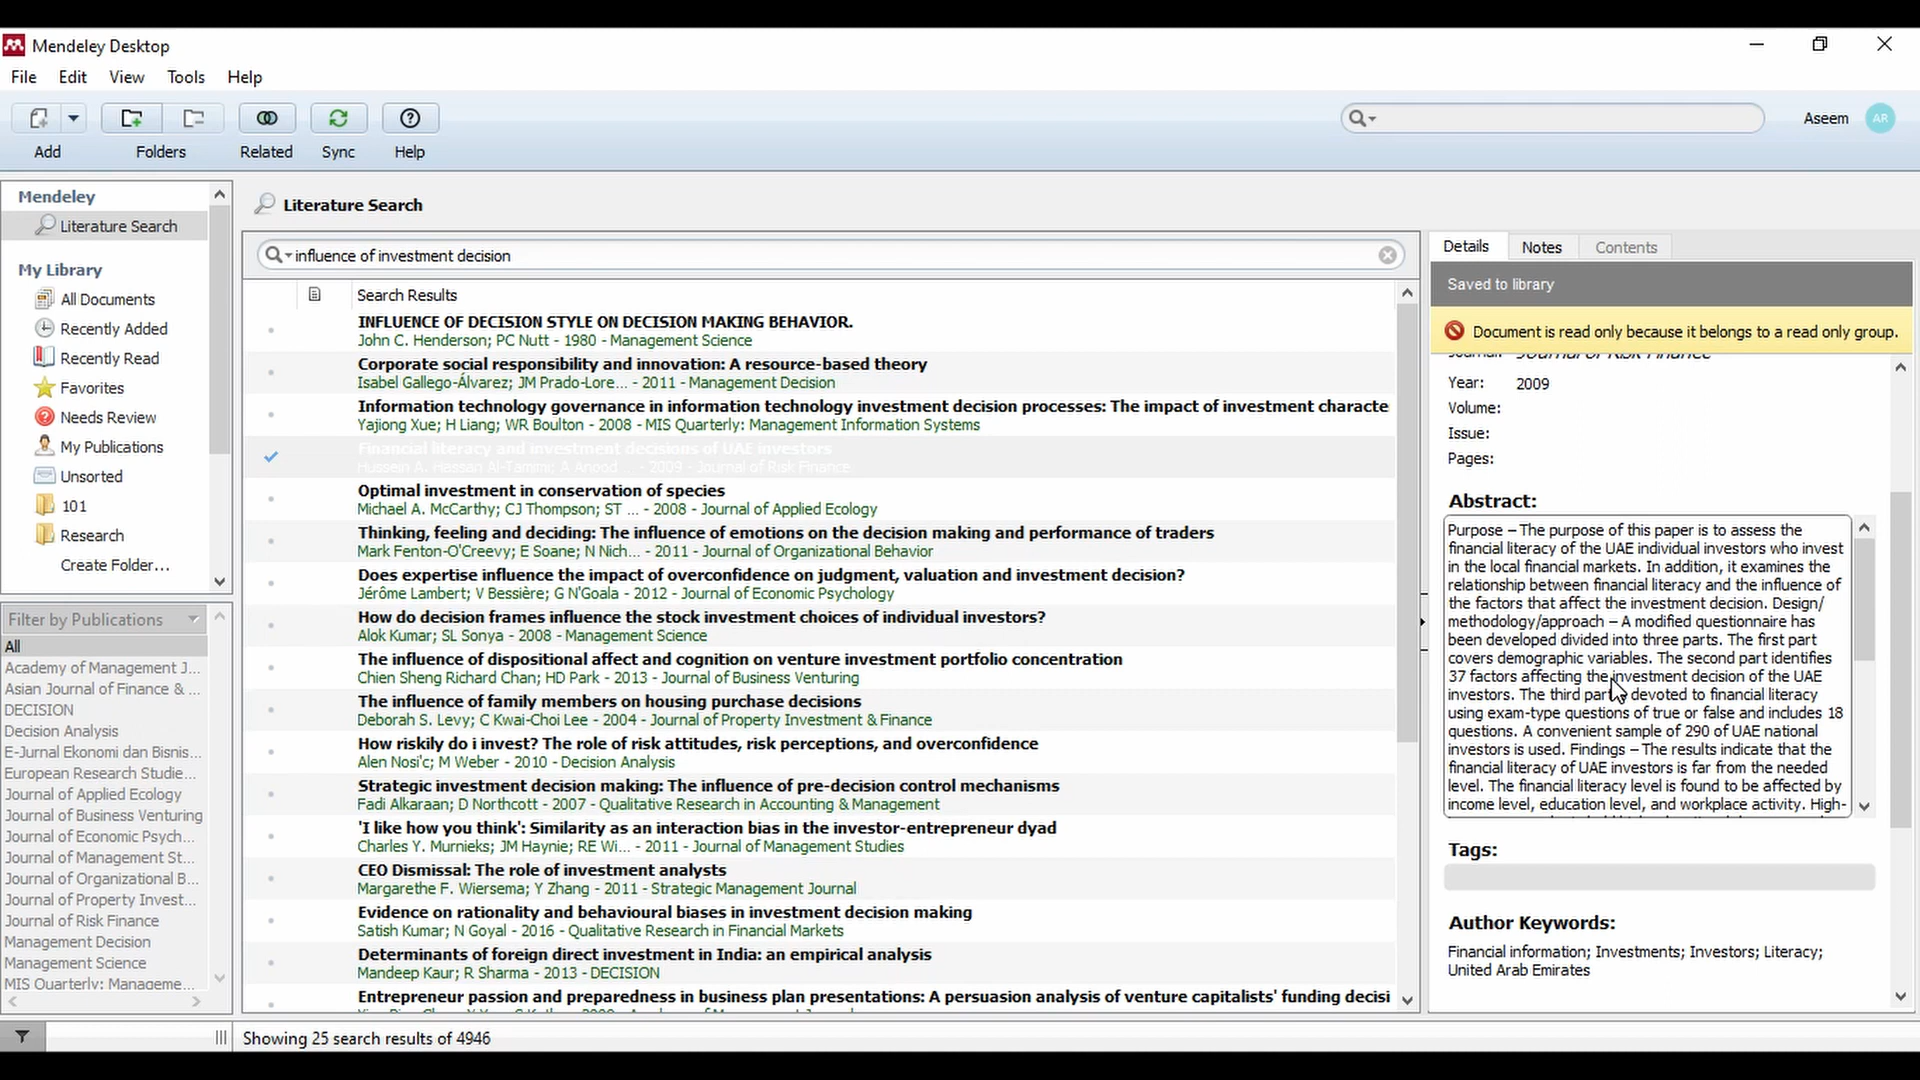 Mendeley Desktop
File Edit View Tools Help
Add Folders Related Sync Help
Aseem AR
Mendeley
Literature Search
My Library
All Documents
Recently Added
Recently Read
Favorites
Needs Review
My Publications
Unsorted
101
Research
Create Folder...
Filter by Publications
All
Academy of Management J...
Asian Journal of Finance & ...
DECISION
Decision Analysis
E-Jurnal Ekonomi dan Bisnis...
European Research Studie...
Journal of Applied Ecology
Journal of Business Venturing
Journal of Economic Psych...
Journal of Management St...
Journal of Organizational B...
Journal of Property Invest...
Journal of Risk Finance
Management Decision
Management Science
MIS Quarterly: Manageme...
Literature Search
influence of investment decision
Search Results
INFLUENCE OF DECISION STYLE ON DECISION MAKING BEHAVIOR.
John C. Henderson; PC Nutt - 1980 - Management Science
Corporate social responsibility and innovation: A resource-based theory
Isabel Gallego-Álvarez; JM Prado-Lore... - 2011 - Management Decision
Information technology governance in information technology investment decision processes: The impact of investment characte
Yajiong Xue; H Liang; WR Boulton - 2008 - MIS Quarterly: Management Information Systems
Financial literacy and investment decisions of UAE investors
Hussein A. Hassan Al-Tamimi; A Anood ... - 2009 - Journal of Risk Finance
Optimal investment in conservation of species
Michael A. McCarthy; CJ Thompson; ST ... - 2008 - Journal of Applied Ecology
Thinking, feeling and deciding: The influence of emotions on the decision making and performance of traders
Mark Fenton-O'Creevy; E Soane; N Nich... - 2011 - Journal of Organizational Behavior
Does expertise influence the impact of overconfidence on judgment, valuation and investment decision?
Jérôme Lambert; V Bessière; G N'Goala - 2012 - Journal of Economic Psychology
How do decision frames influence the stock investment choices of individual investors?
Alok Kumar; SL Sonya - 2008 - Management Science
The influence of dispositional affect and cognition on venture investment portfolio concentration
Chien Sheng Richard Chan; HD Park - 2013 - Journal of Business Venturing
The influence of family members on housing purchase decisions
Deborah S. Levy; C Kwai-Choi Lee - 2004 - Journal of Property Investment & Finance
How riskily do i invest? The role of risk attitudes, risk perceptions, and overconfidence
Alen Nosi'c; M Weber - 2010 - Decision Analysis
Strategic investment decision making: The influence of pre-decision control mechanisms
Fadi Alkaraan; D Northcott - 2007 - Qualitative Research in Accounting & Management
'I like how you think': Similarity as an interaction bias in the investor-entrepreneur dyad
Charles Y. Murnieks; JM Haynie; RE Wi... - 2011 - Journal of Management Studies
CEO Dismissal: The role of investment analysts
Margarethe F. Wiersema; Y Zhang - 2011 - Strategic Management Journal
Evidence on rationality and behavioural biases in investment decision making
Satish Kumar; N Goyal - 2016 - Qualitative Research in Financial Markets
Determinants of foreign direct investment in India: an empirical analysis
Mandeep Kaur; R Sharma - 2013 - DECISION
Entrepreneur passion and preparedness in business plan presentations: A persuasion analysis of venture capitalists' funding decisi
Showing 25 search results of 4946
Details Notes Contents
Saved to library
Document is read only because it belongs to a read only group.
Journal: Journal of Risk Finance
Year: 2009
Volume:
Issue:
Pages:
Abstract:
Purpose – The purpose of this paper is to assess the
financial literacy of the UAE individual investors who invest
in the local financial markets. In addition, it examines the
relationship between financial literacy and the influence of
the factors that affect the investment decision. Design/
methodology/approach – A modified questionnaire has
been developed divided into three parts. The first part
covers demographic variables. The second part identifies
37 factors affecting the investment decision of the UAE
investors. The third part is devoted to financial literacy
using exam-type questions of true or false and includes 18
questions. A convenient sample of 290 of UAE national
investors is used. Findings – The results indicate that the
financial literacy of UAE investors is far from the needed
level. The financial literacy level is found to be affected by
income level, education level, and workplace activity. High-
Tags:
Author Keywords:
Financial information; Investments; Investors; Literacy;
United Arab Emirates